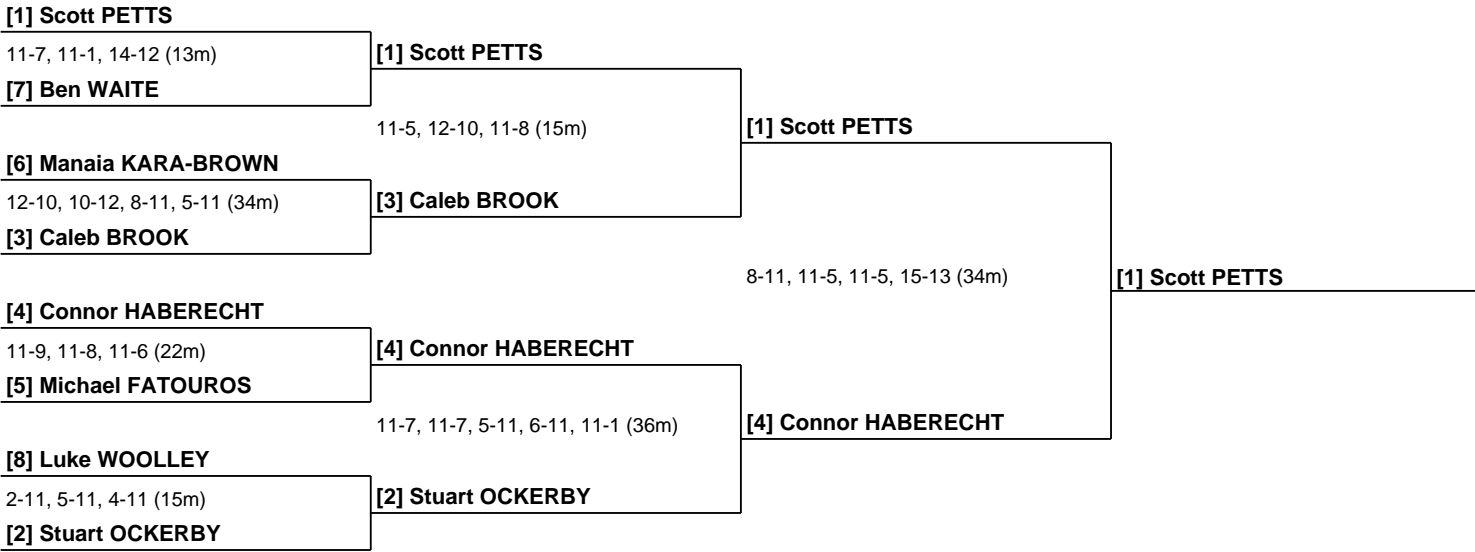 [1] Scott PETTS
11-7, 11-1, 14-12 (13m)
[7] Ben WAITE
[6] Manaia KARA-BROWN
12-10, 10-12, 8-11, 5-11 (34m)
[3] Caleb BROOK
[4] Connor HABERECHT
11-9, 11-8, 11-6 (22m)
[5] Michael FATOUROS
[8] Luke WOOLLEY
2-11, 5-11, 4-11 (15m)
[2] Stuart OCKERBY
[1] Scott PETTS
11-5, 12-10, 11-8 (15m)
[3] Caleb BROOK
[4] Connor HABERECHT
11-7, 11-7, 5-11, 6-11, 11-1 (36m)
[2] Stuart OCKERBY
[1] Scott PETTS
8-11, 11-5, 11-5, 15-13 (34m)
[4] Connor HABERECHT
[1] Scott PETTS